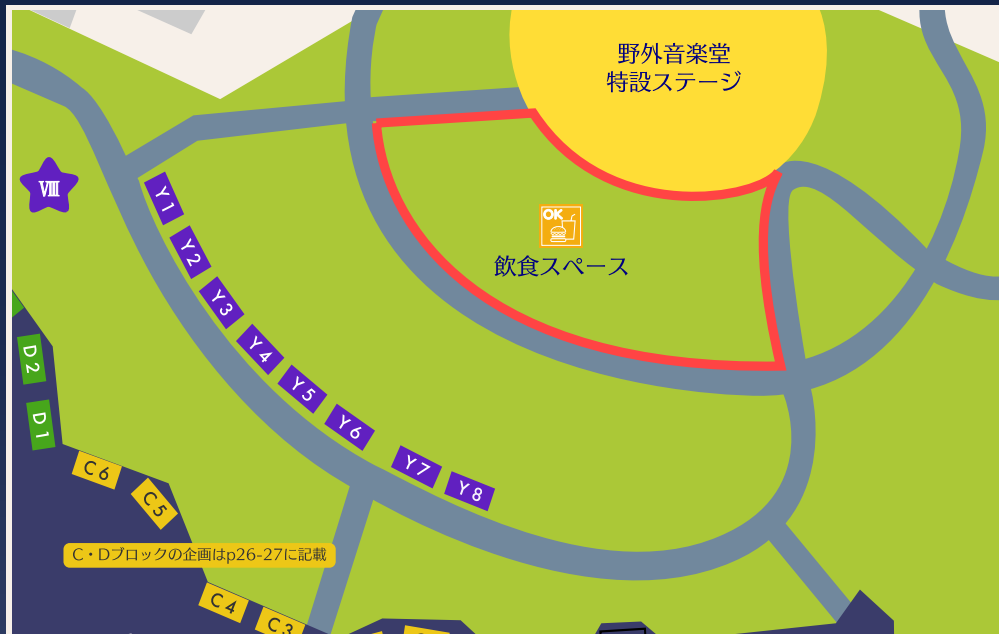 野外音楽堂
特設ステージ
Ⅷ
Y1
Y2
OK
飲食スペース
Y3
Y4
D2
Y5
D1
Y6
C6
Y7
Y8
C5
C・Dブロックの企画はp26-27に記載
C4
C3